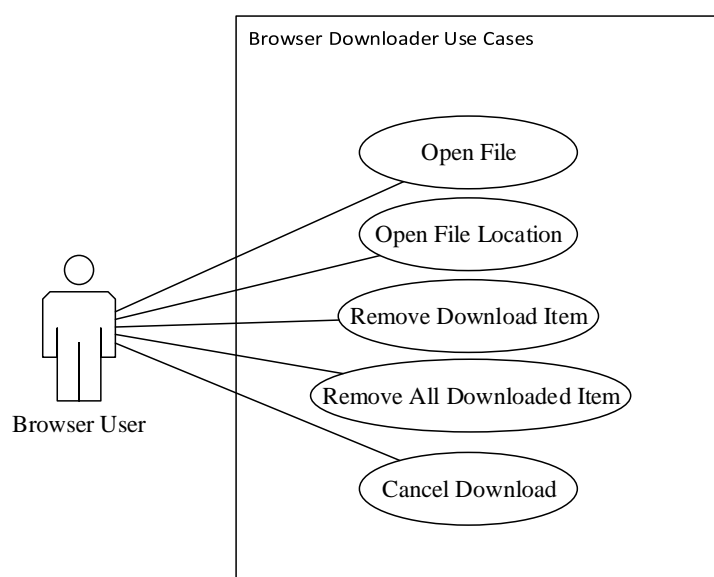 Browser Downloader Use Cases
Open File
Open File Location
Remove Download Item
Remove All Downloaded Item
Browser User
Cancel Download